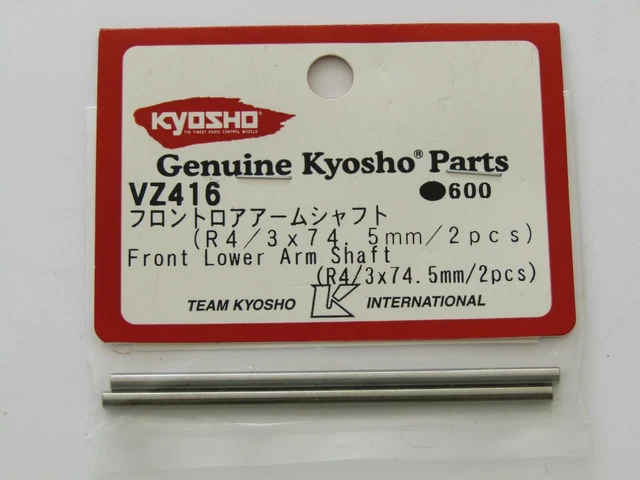 KYOSHO
THE FINEST RADIO CONTROL MODELS
Genuine Kyosho® Parts
VZ416 ●600
フロントロアアームシャフト
(R4/3x74.5mm/2pcs)
Front Lower Arm Shaft
(R4/3x74.5mm/2pcs)
TEAM KYOSHO K INTERNATIONAL